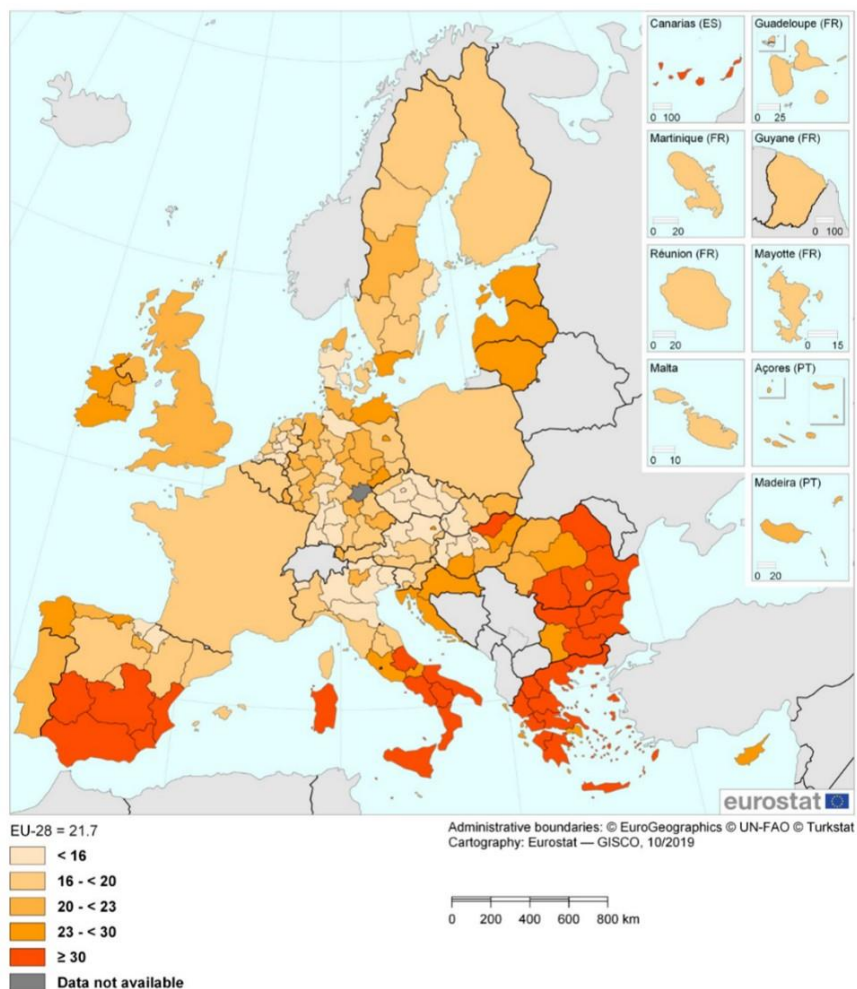 Canarias (ES)
0 100
Guadeloupe (FR)
0 25
Martinique (FR)
0 20
Guyane (FR)
0 100
Réunion (FR)
0 20
Mayotte (FR)
0 15
Malta
0 10
Açores (PT)
Madeira (PT)
0 20
eurostat
EU-28 = 21.7
< 16
16 - < 20
20 - < 23
23 - < 30
≥ 30
Data not available
Administrative boundaries: © EuroGeographics © UN-FAO © Turkstat
Cartography: Eurostat — GISCO, 10/2019
0 200 400 600 800 km